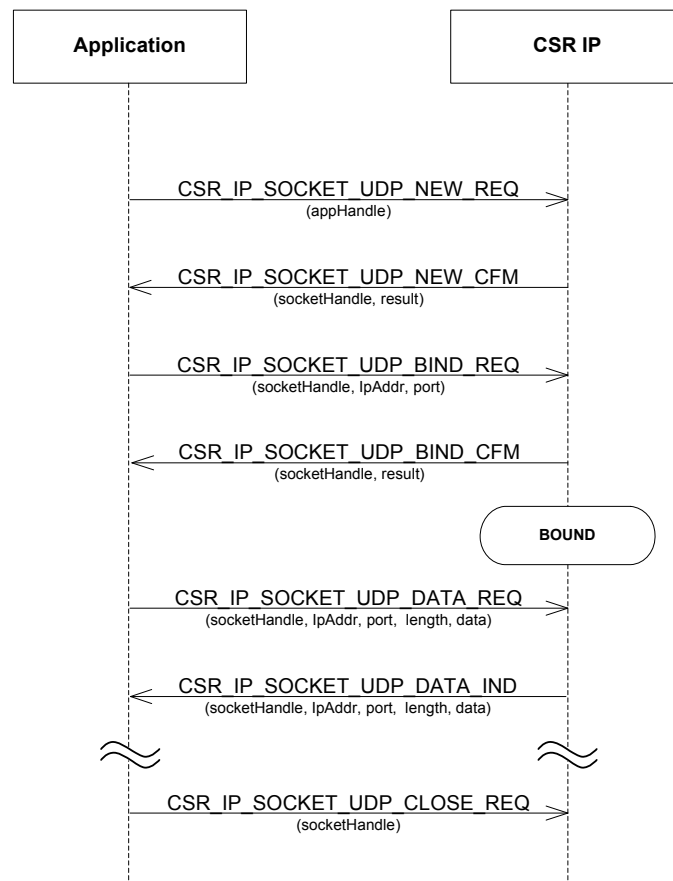 Application
CSR IP
CSR_IP_SOCKET_UDP_NEW_REQ
(appHandle)
CSR_IP_SOCKET_UDP_NEW_CFM
(socketHandle, result)
CSR_IP_SOCKET_UDP_BIND_REQ
(socketHandle, IpAddr, port)
CSR_IP_SOCKET_UDP_BIND_CFM
(socketHandle, result)
BOUND
CSR_IP_SOCKET_UDP_DATA_REQ
(socketHandle, IpAddr, port, length, data)
CSR_IP_SOCKET_UDP_DATA_IND
(socketHandle, IpAddr, port, length, data)
CSR_IP_SOCKET_UDP_CLOSE_REQ
(socketHandle)